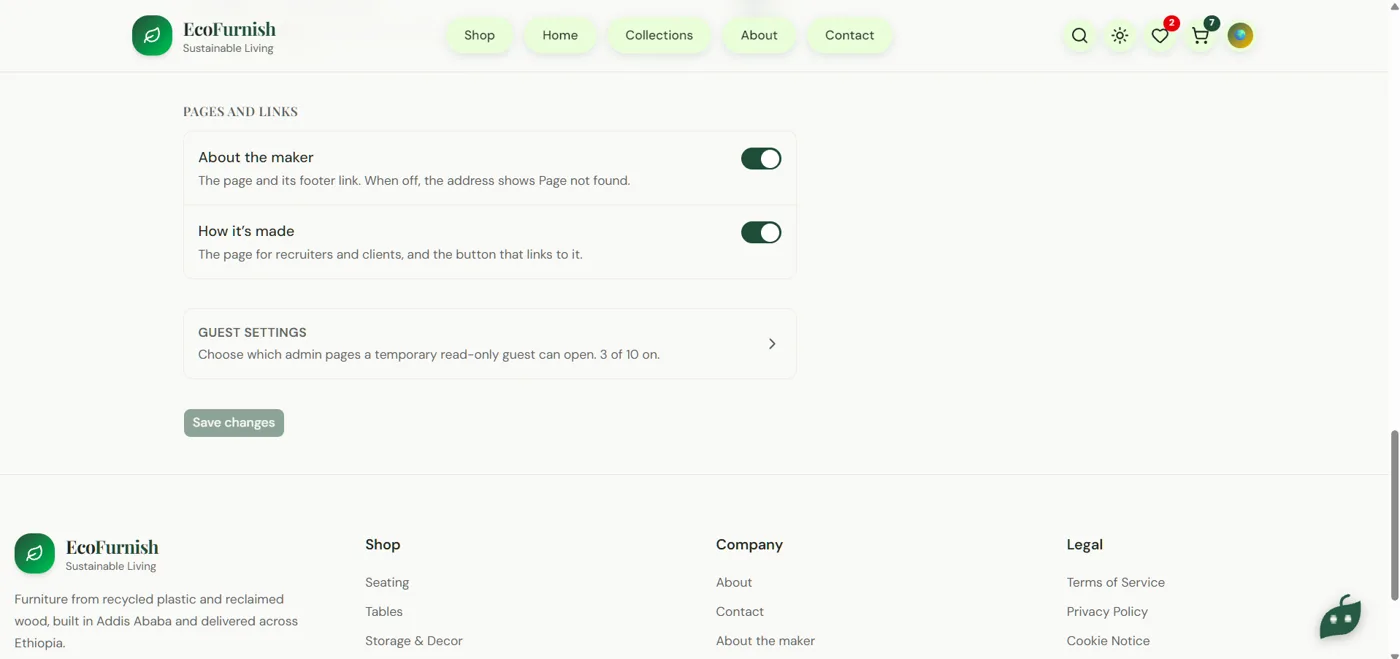 EcoFurnish
Sustainable Living
Shop
Home
Collections
About
Contact
2
7
PAGES AND LINKS
About the maker
The page and its footer link. When off, the address shows Page not found.
How it’s made
The page for recruiters and clients, and the button that links to it.
GUEST SETTINGS
Choose which admin pages a temporary read-only guest can open. 3 of 10 on.
Save changes
EcoFurnish
Sustainable Living
Furniture from recycled plastic and reclaimed
wood, built in Addis Ababa and delivered across
Ethiopia.
Shop
Seating
Tables
Storage & Decor
Company
About
Contact
About the maker
Legal
Terms of Service
Privacy Policy
Cookie Notice